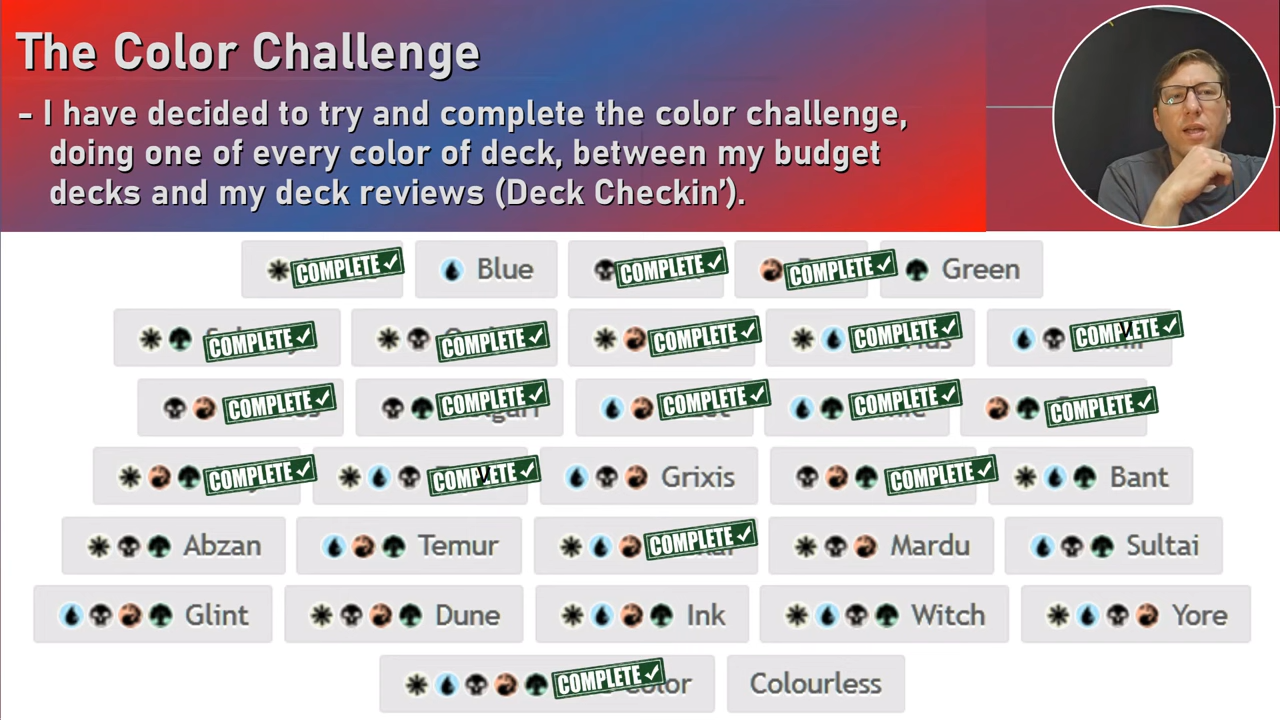 The Color Challenge
- I have decided to try and complete the color challenge,
doing one of every color of deck, between my budget
decks and my deck reviews (Deck Checkin').
COMPLETE Blue COMPLETE COMPLETE Green
COMPLETE COMPLETE COMPLETE COMPLETE COMPLETE
COMPLETE COMPLETE COMPLETE COMPLETE COMPLETE
COMPLETE COMPLETE Grixis COMPLETE Bant
Abzan Temur COMPLETE Mardu Sultai
Glint Dune Ink Witch Yore
COMPLETE Color Colourless